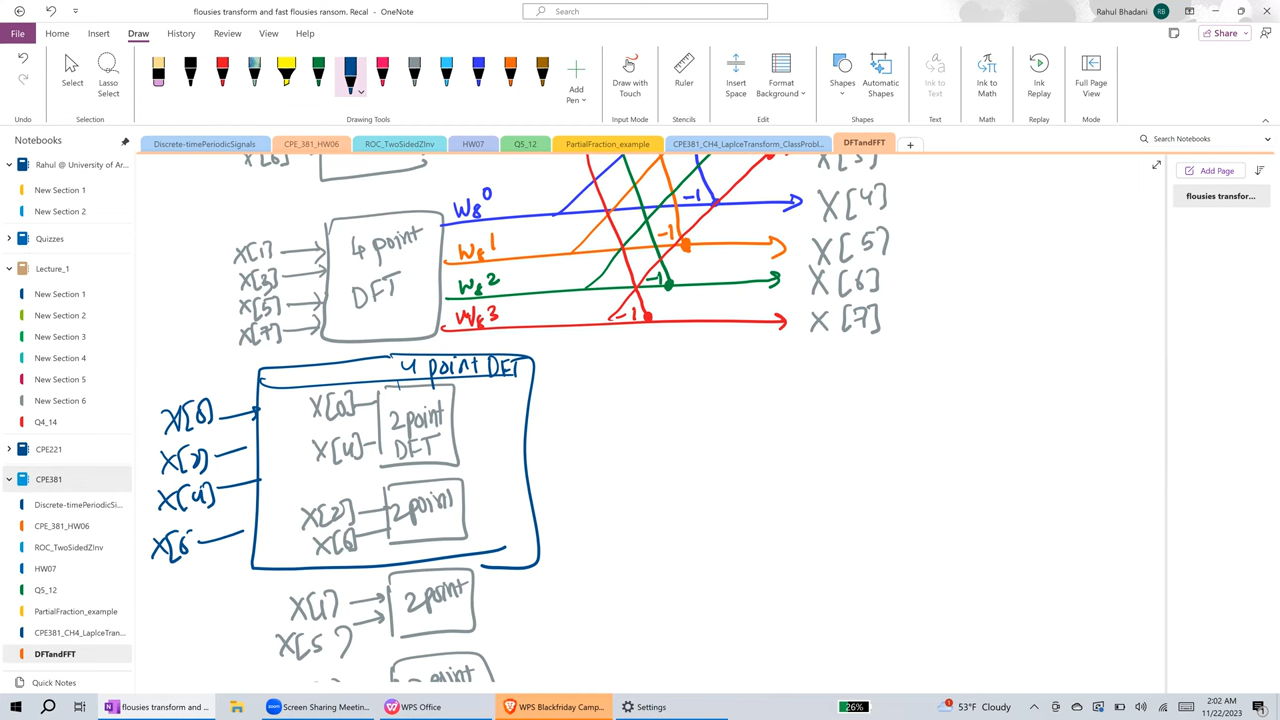 flousies transform and fast flousies ransom. Recal - OneNote
Search
Rahul Bhadani
RB
File
Home
Insert
Draw
History
Review
View
Help
Share
Undo
Select
Lasso Select
Add Pen
Draw with Touch
Ruler
Insert Space
Format Background
Shapes
Automatic Shapes
Ink to Text
Ink to Math
Ink Replay
Full Page View
Undo
Selection
Drawing Tools
Input Mode
Stencils
Edit
Shapes
Text
Math
Replay
Mode
Notebooks
Discrete-timePeriodicSignals
CPE_381_HW06
ROC_TwoSidedZInv
HW07
Q5_12
PartialFraction_example
CPE381_CH4_LaplceTransform_ClassProbl...
DFTandFFT
Search Notebooks
Add Page
flousies transform...
Rahul @ University of Ar...
New Section 1
New Section 2
Quizzes
Lecture_1
New Section 1
New Section 2
New Section 3
New Section 4
New Section 5
New Section 6
Q4_14
CPE221
CPE381
Discrete-timePeriodicSi...
CPE_381_HW06
ROC_TwoSidedZInv
HW07
Q5_12
PartialFraction_example
CPE381_CH4_LaplceTran...
DFTandFFT
Quick Notes
W8^0
-1
X[4]
X[1]
X[3]
X[5]
X[7]
4 point
DFT
W8^1
-1
X[5]
W8^2
-1
X[6]
W8^3
-1
X[7]
4 point DFT
X[0]
X[2]
X[4]
X[6
X[0]
X[4]
2 point
DFT
X[2]
X[6]
2 point
X[1]
X[5]
2 point
2 point
flousies transform and ...
Screen Sharing Meetin...
WPS Office
WPS Blackfriday Camp...
Settings
26%
53°F Cloudy
2:02 AM
11/22/2023